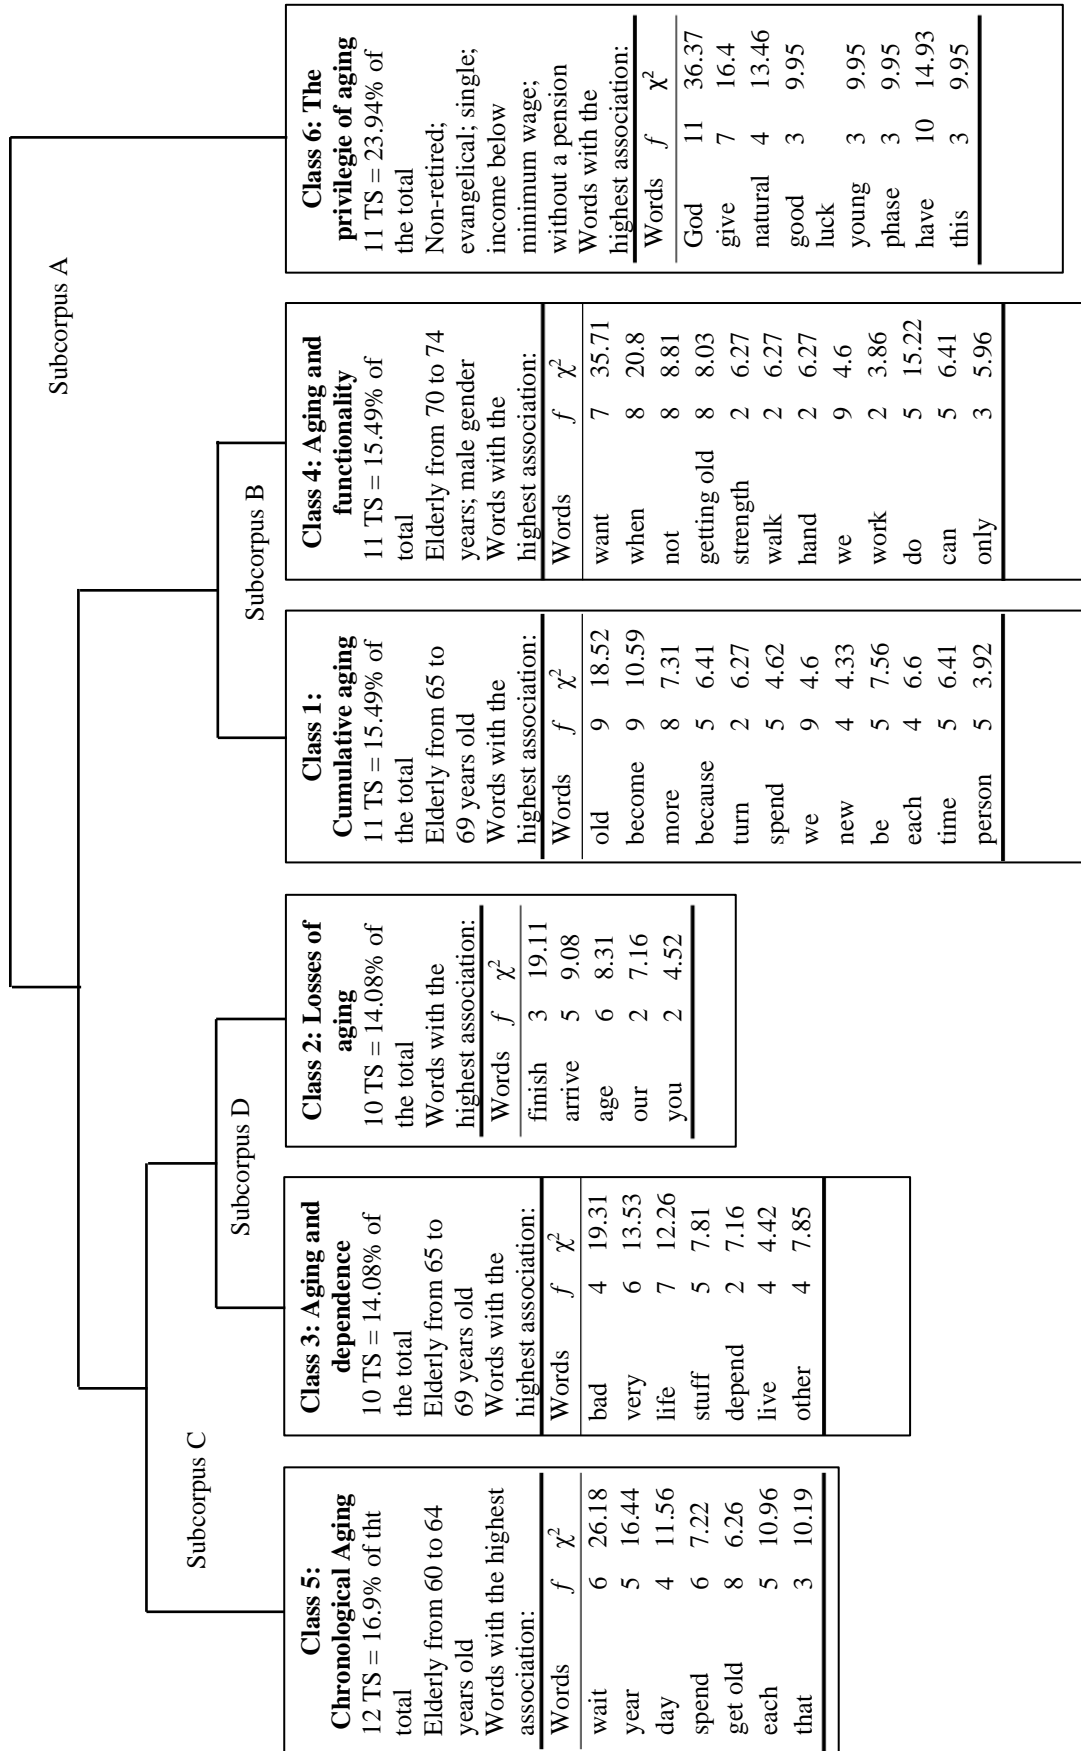 Subcorpus A
Subcorpus C
Subcorpus D
Subcorpus B
Class 5:
Chronological Aging
12 TS = 16.9% of tht
total
Elderly from 60 to 64
years old
Words with the highest
association:
Words f χ²
wait 6 26.18
year 5 16.44
day 4 11.56
spend 6 7.22
get old 8 6.26
each 5 10.96
that 3 10.19
Class 3: Aging and
dependence
10 TS = 14.08% of
the total
Elderly from 65 to
69 years old
Words with the
highest association:
Words f χ²
bad 4 19.31
very 6 13.53
life 7 12.26
stuff 5 7.81
depend 2 7.16
live 4 4.42
other 4 7.85
Class 2: Losses of
aging
10 TS = 14.08% of
the total
Words with the
highest association:
Words f χ²
finish 3 19.11
arrive 5 9.08
age 6 8.31
our 2 7.16
you 2 4.52
Class 1:
Cumulative aging
11 TS = 15.49% of
the total
Elderly from 65 to
69 years old
Words with the
highest association:
Words f χ²
old 9 18.52
become 9 10.59
more 8 7.31
because 5 6.41
turn 2 6.27
spend 5 4.62
we 9 4.6
new 4 4.33
be 5 7.56
each 4 6.6
time 5 6.41
person 5 3.92
Class 4: Aging and
functionality
11 TS = 15.49% of
total
Elderly from 70 to 74
years; male gender
Words with the
highest association:
Words f χ²
want 7 35.71
when 8 20.8
not 8 8.81
getting old 8 8.03
strength 2 6.27
walk 2 6.27
hand 2 6.27
we 9 4.6
work 2 3.86
do 5 15.22
can 5 6.41
only 3 5.96
Class 6: The
privilegie of aging
11 TS = 23.94% of
the total
Non-retired;
evangelical; single;
income below
minimum wage;
without a pension
Words with the
highest association:
Words f χ²
God 11 36.37
give 7 16.4
natural 4 13.46
good 3 9.95
luck
young 3 9.95
phase 3 9.95
have 10 14.93
this 3 9.95